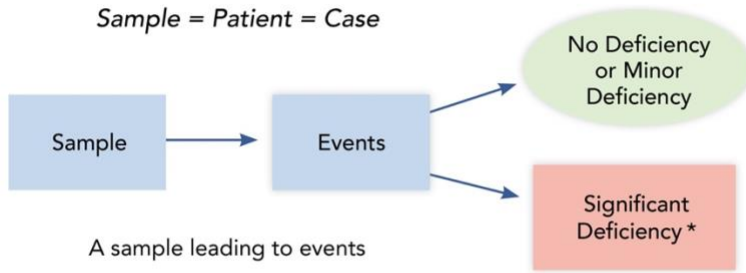 Sample = Patient = Case
No Deficiency
or Minor
Deficiency
Sample
Events
Significant
Deficiency *
A sample leading to events